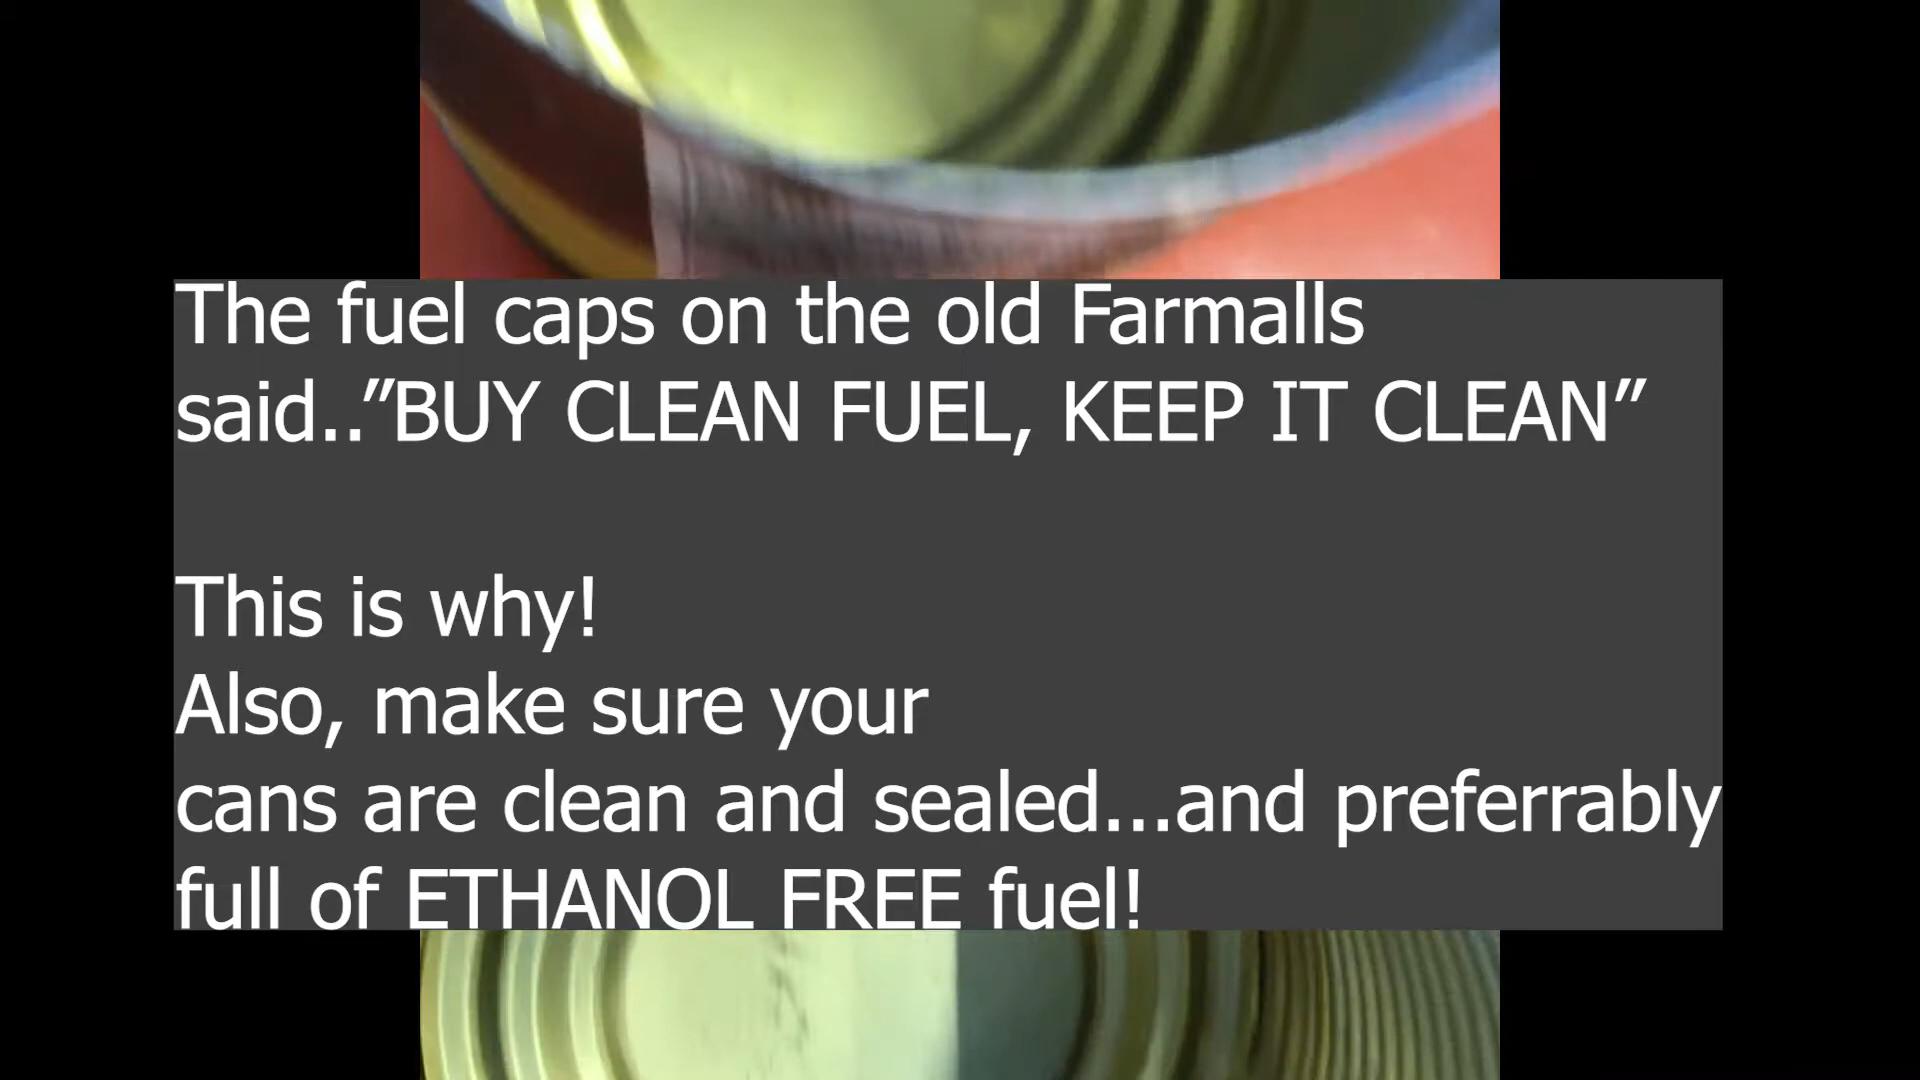 The fuel caps on the old Farmalls
said..”BUY CLEAN FUEL, KEEP IT CLEAN”
This is why!
Also, make sure your
cans are clean and sealed...and preferrably
full of ETHANOL FREE fuel!